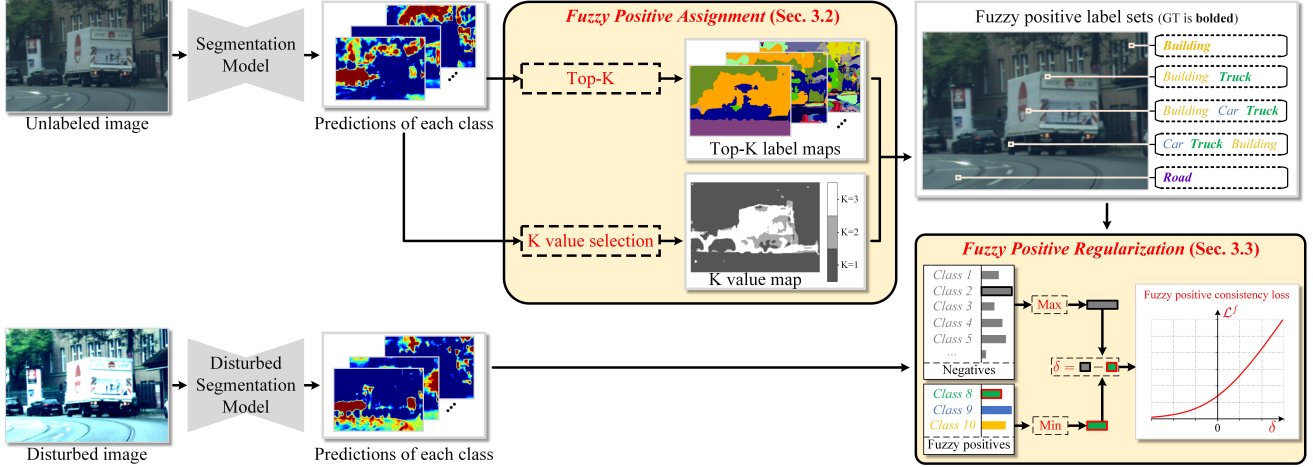 Unlabeled image
Segmentation
Model
Predictions of each class
Fuzzy Positive Assignment (Sec. 3.2)
Top-K
Top-K label maps
K value selection
K=3
K=2
K=1
K value map
Fuzzy positive label sets (GT is bolded)
Building
Building Truck
Building Car Truck
Car Truck Building
Road
Disturbed image
Disturbed
Segmentation
Model
Predictions of each class
Fuzzy Positive Regularization (Sec. 3.3)
Class 1
Class 2
Class 3
Class 4
Class 5
...
Negatives
Class 8
Class 9
Class 10
Fuzzy positives
Max
δ = −
Min
Fuzzy positive consistency loss
ℒᶠ
0
δ